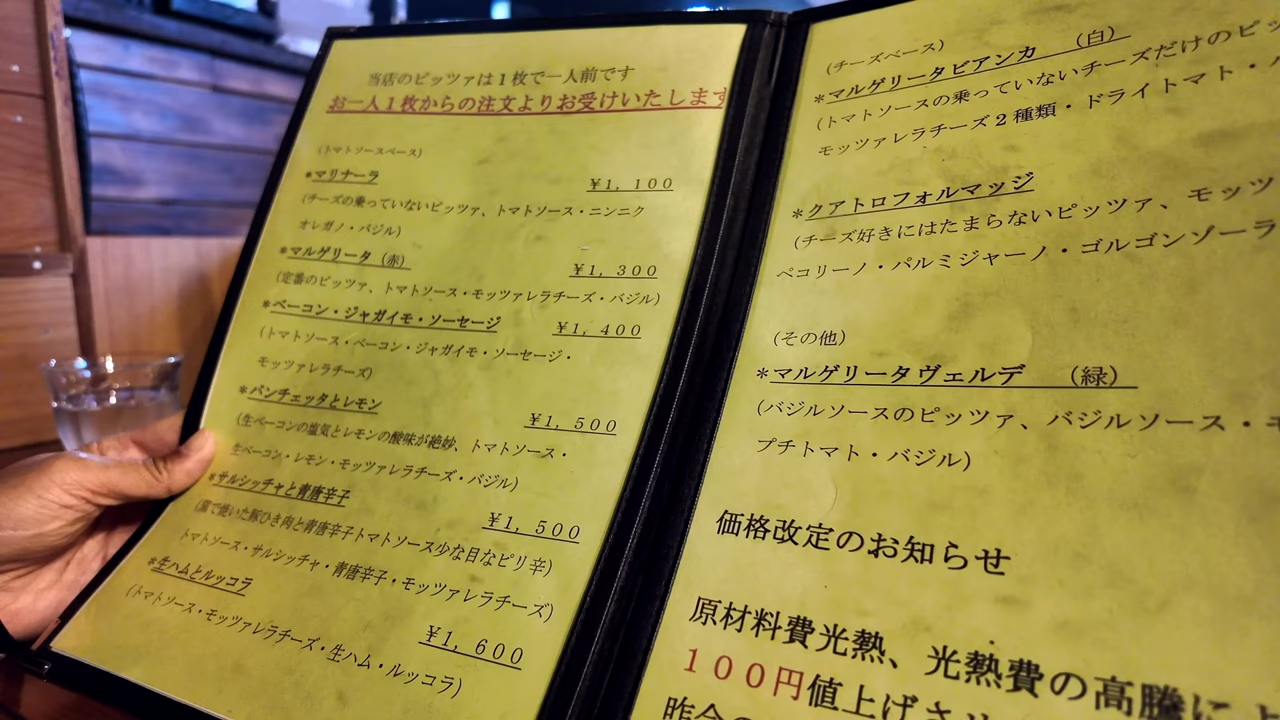 当店のピッツァは１枚で一人前です
お一人１枚からの注文よりお受けいたします
（トマトソースベース）
＊マリナーラ ￥１，１００
（チーズの乗っていないピッツァ、トマトソース・ニンニク
オレガノ・バジル）
＊マルゲリータ（赤） ￥１，３００
（定番のピッツァ、トマトソース・モッツァレラチーズ・バジル）
＊ベーコン・ジャガイモ・ソーセージ ￥１，４００
（トマトソース・ベーコン・ジャガイモ・ソーセージ・
モッツァレラチーズ）
＊パンチェッタとレモン ￥１，５００
（生ベーコンの塩気とレモンの酸味が絶妙、トマトソース・
生ベーコン・レモン・モッツァレラチーズ・バジル）
＊サルシッチャと青唐辛子 ￥１，５００
（窯で焼いた豚ひき肉と青唐辛子トマトソース少な目なピリ辛）
トマトソース・サルシッチャ・青唐辛子・モッツァレラチーズ）
＊生ハムとルッコラ ￥１，６００
（トマトソース・モッツァレラチーズ・生ハム・ルッコラ）
（チーズベース）
＊マルゲリータビアンカ （白）
（トマトソースの乗っていないチーズだけのピッ
モッツァレラチーズ２種類・ドライトマト・
＊クアトロフォルマッジ
（チーズ好きにはたまらないピッツァ、モッツ
ペコリーノ・パルミジャーノ・ゴルゴンゾーラ
（その他）
＊マルゲリータヴェルデ （緑）
（バジルソースのピッツァ、バジルソース・モ
プチトマト・バジル）
価格改定のお知らせ
原材料費光熱、光熱費の高騰に
１００円値上げさせ
昨今の